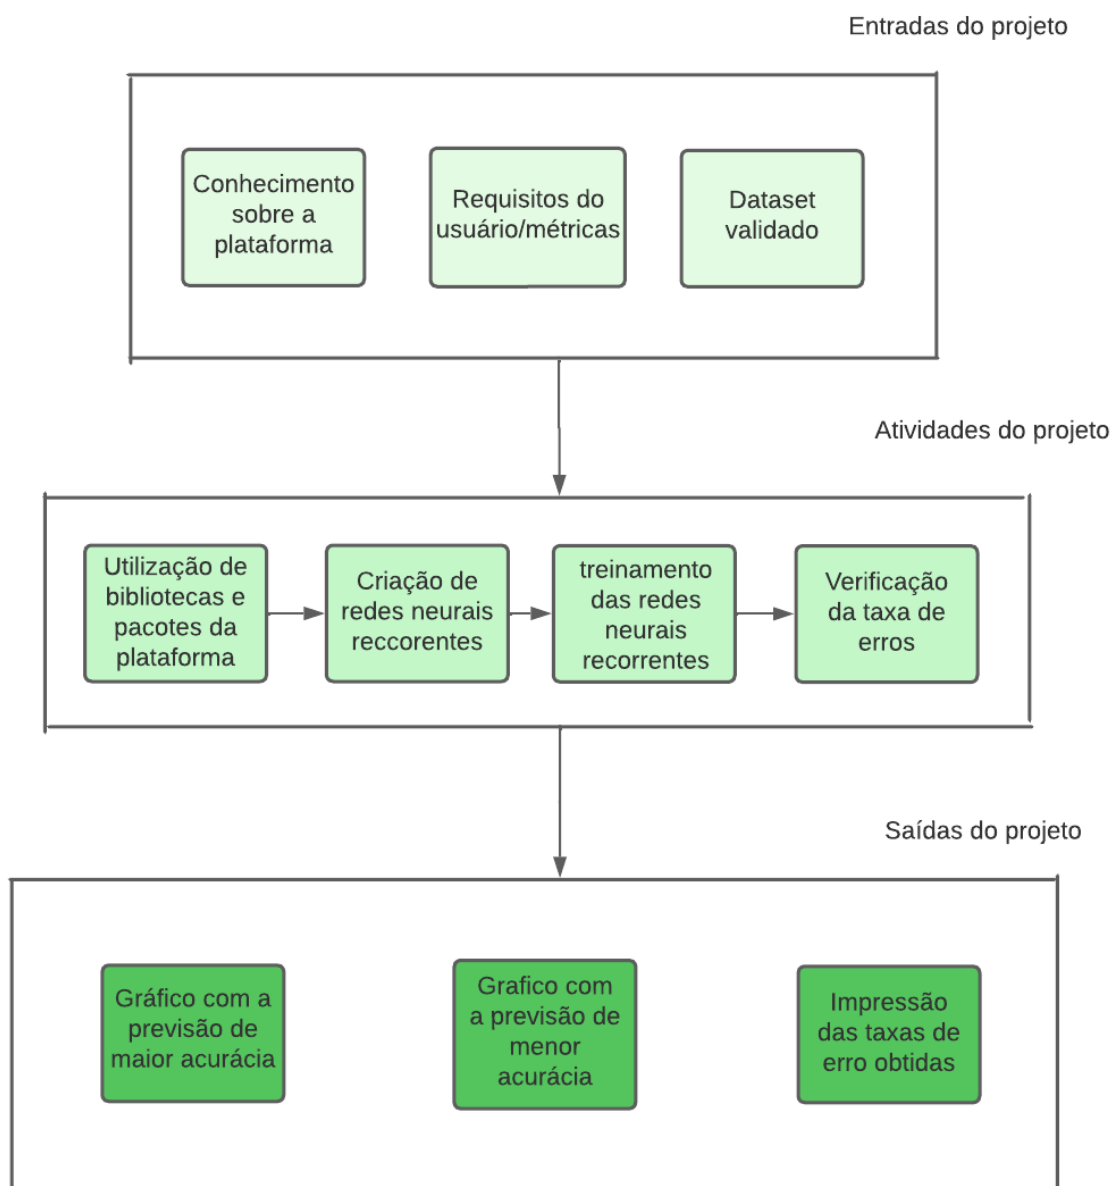 Entradas do projeto
Conhecimento
sobre a
plataforma
Requisitos do
usuário/métricas
Dataset
validado
Atividades do projeto
Utilização de
bibliotecas e
pacotes da
plataforma
Criação de
redes neurais
reccorentes
treinamento
das redes
neurais
recorrentes
Verificação
da taxa de
erros
Saídas do projeto
Gráfico com a
previsão de
maior acurácia
Grafico com
a previsão de
menor
acurácia
Impressão
das taxas de
erro obtidas